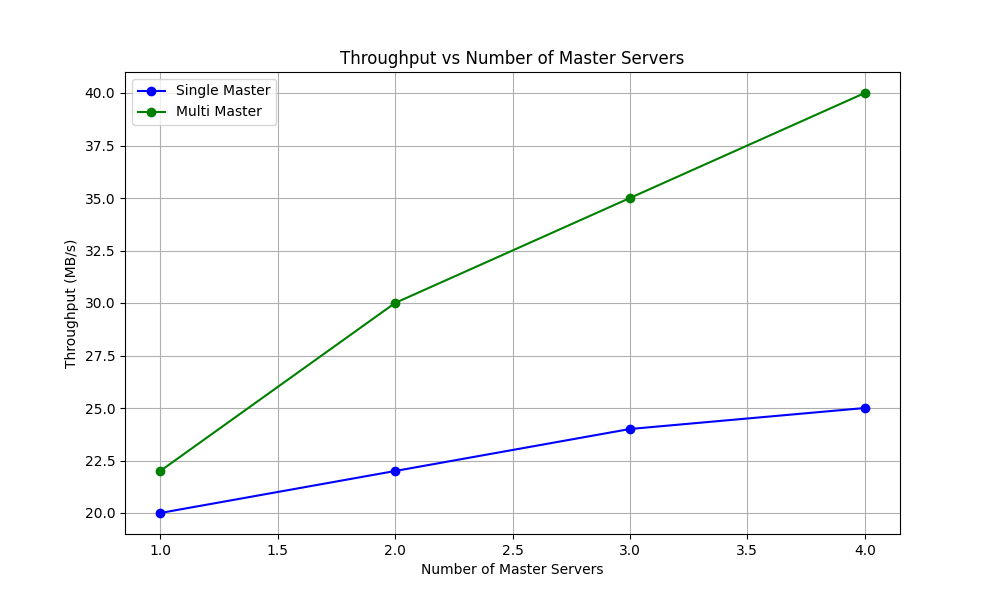 Throughput vs Number of Master Servers
Single Master
Multi Master
Throughput (MB/s)
40.0
37.5
35.0
32.5
30.0
27.5
25.0
22.5
20.0
1.0 1.5 2.0 2.5 3.0 3.5 4.0
Number of Master Servers